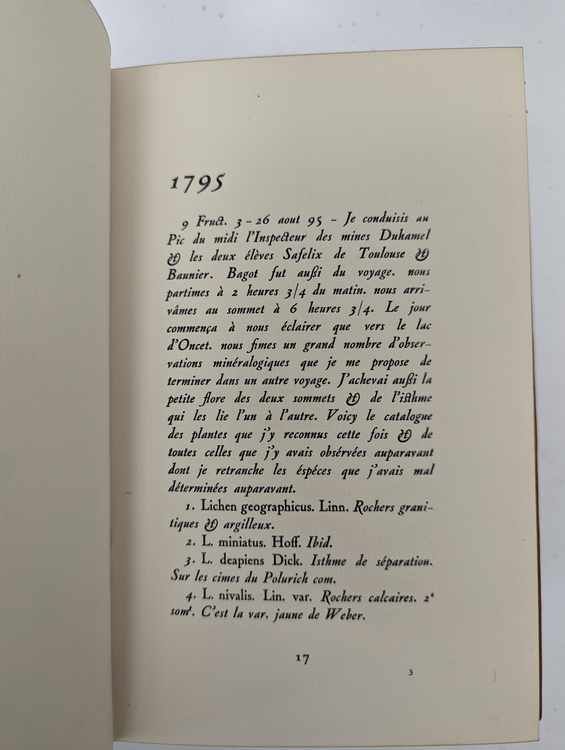 1795
9 Fruct. 3 – 26 aout 95 – Je conduisis au
Pic du midi l'Inspecteur des mines Duhamel
& les deux élèves Safelix de Toulouse &
Baunier. Bagot fut außi du voyage. nous
partimes à 2 heures 3/4 du matin. nous arri-
vâmes au sommet à 6 heures 3/4. Le jour
commença à nous éclairer que vers le lac
d'Oncet. nous fimes un grand nombre d'obser-
vations minéralogiques que je me propose de
terminer dans un autre voyage. J'achevai außi la
petite flore des deux sommets & de l'isthme
qui les lie l'un à l'autre. Voicy le catalogue
des plantes que j'y reconnus cette fois & de
toutes celles que j'y avais obsérvées auparavant
dont je retranche les éspéces que j'avais mal
déterminées auparavant.
1. Lichen geographicus. Linn. Rochers grani-
tiques & argilleux.
2. L. miniatus. Hoff. Ibid.
3. L. deapiens Dick. Isthme de séparation.
Sur les cimes du Polurich com.
4. L. nivalis. Lin. var. Rochers calcaires. 2ᵉ
somᵗ. C'est la var. jaune de Weber.
17
3